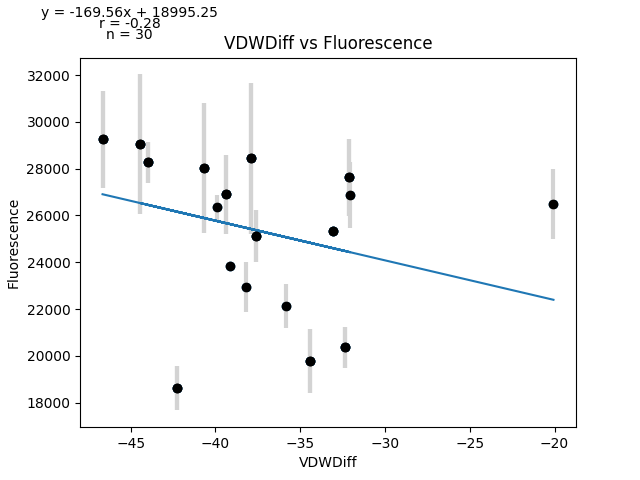 y = -169.56x + 18995.25
r = -0.28
n = 30
VDWDiff vs Fluorescence
32000
30000
28000
26000
24000
22000
20000
18000
Fluorescence
−45
−40
−35
−30
−25
−20
VDWDiff